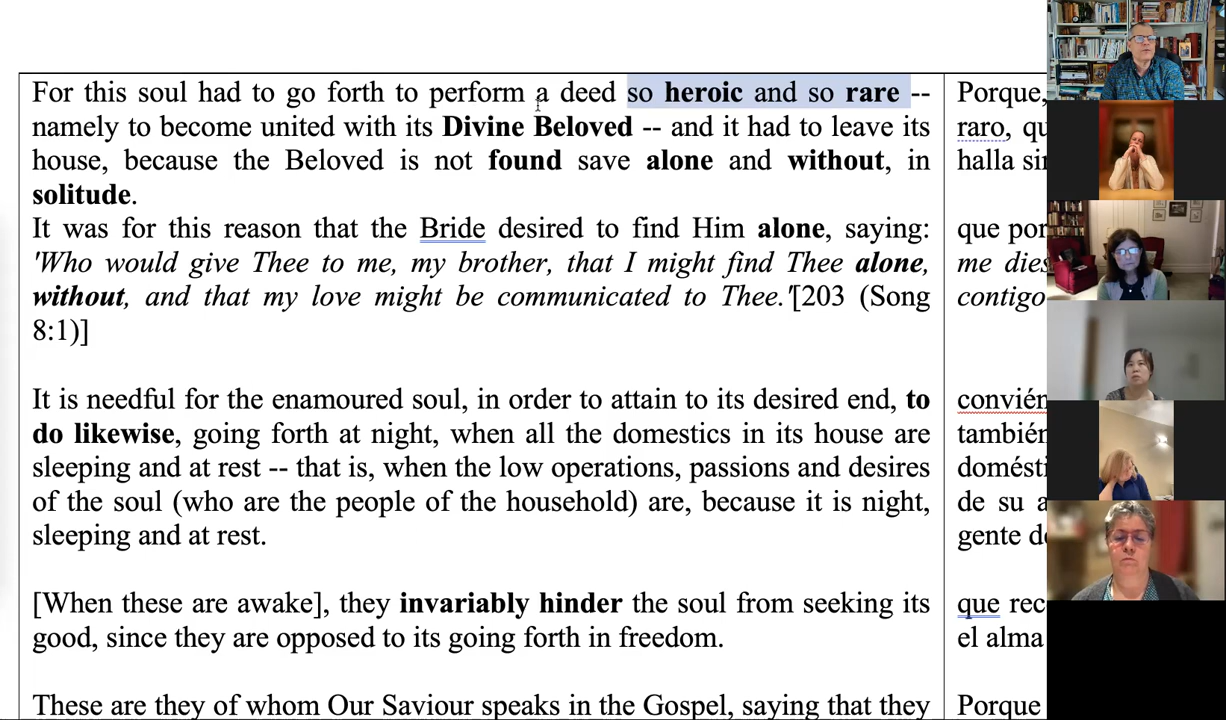 For this soul had to go forth to perform a deed so heroic and so rare --
namely to become united with its Divine Beloved -- and it had to leave its
house, because the Beloved is not found save alone and without, in
solitude.
It was for this reason that the Bride desired to find Him alone, saying:
'Who would give Thee to me, my brother, that I might find Thee alone,
without, and that my love might be communicated to Thee.'[203 (Song
8:1)]
It is needful for the enamoured soul, in order to attain to its desired end, to
do likewise, going forth at night, when all the domestics in its house are
sleeping and at rest -- that is, when the low operations, passions and desires
of the soul (who are the people of the household) are, because it is night,
sleeping and at rest.
[When these are awake], they invariably hinder the soul from seeking its
good, since they are opposed to its going forth in freedom.
These are they of whom Our Saviour speaks in the Gospel, saying that they
Porque,
raro, qu
halla sin
que por
me dies
contigo
convién
también
domésti
de su a
gente de
que rec
el alma
Porque